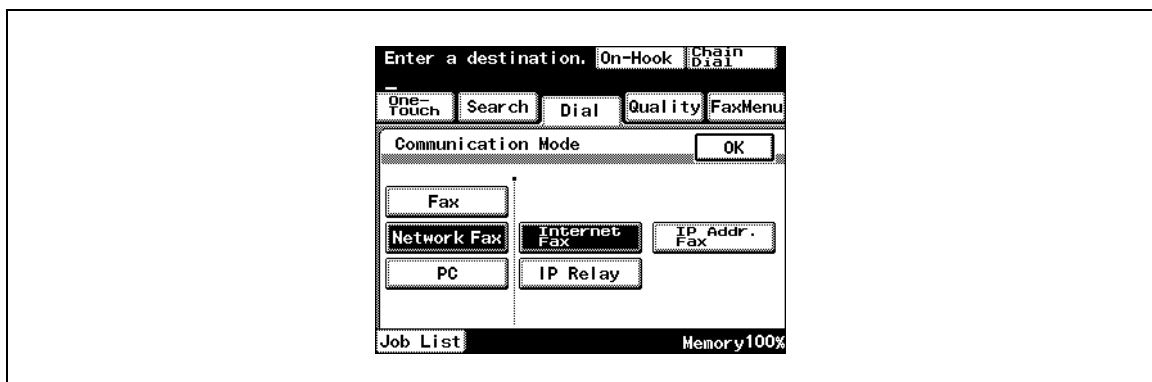 Enter a destination. On-Hook Chain Dial
One-Touch Search Dial Quality FaxMenu
Communication Mode OK
Fax
Network Fax Internet Fax IP Addr. Fax
PC IP Relay
Job List Memory100%